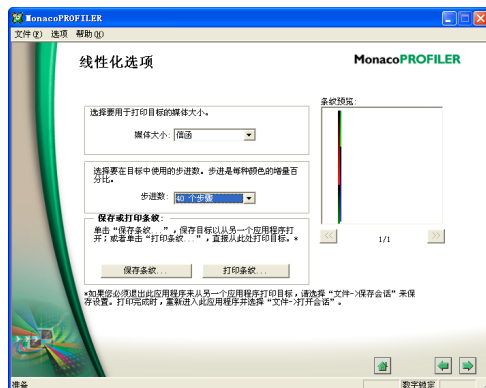 MonacoPROFILER
文件(F) 选项 帮助(H)
线性化选项
MonacoPROFILER
选择要用于打印目标的媒体大小。
媒体大小: 信函
选择要在目标中使用的步进数。步进是每种颜色的增量百
分比。
步进数: 40 个步骤
保存或打印条纹:
单击“保存条纹...”，保存目标以从另一个应用程序打
开；或者单击“打印条纹...”，直接从此处打印目标。*
保存条纹... 打印条纹...
条纹预览:
<< 1/1 >>
*如果您必须退出此应用程序来从另一个应用程序打印目标，请选择“文件->保存会话”来保
存设置。打印完成时，重新进入此应用程序并选择“文件->打开会话”。
准备 数字锁定